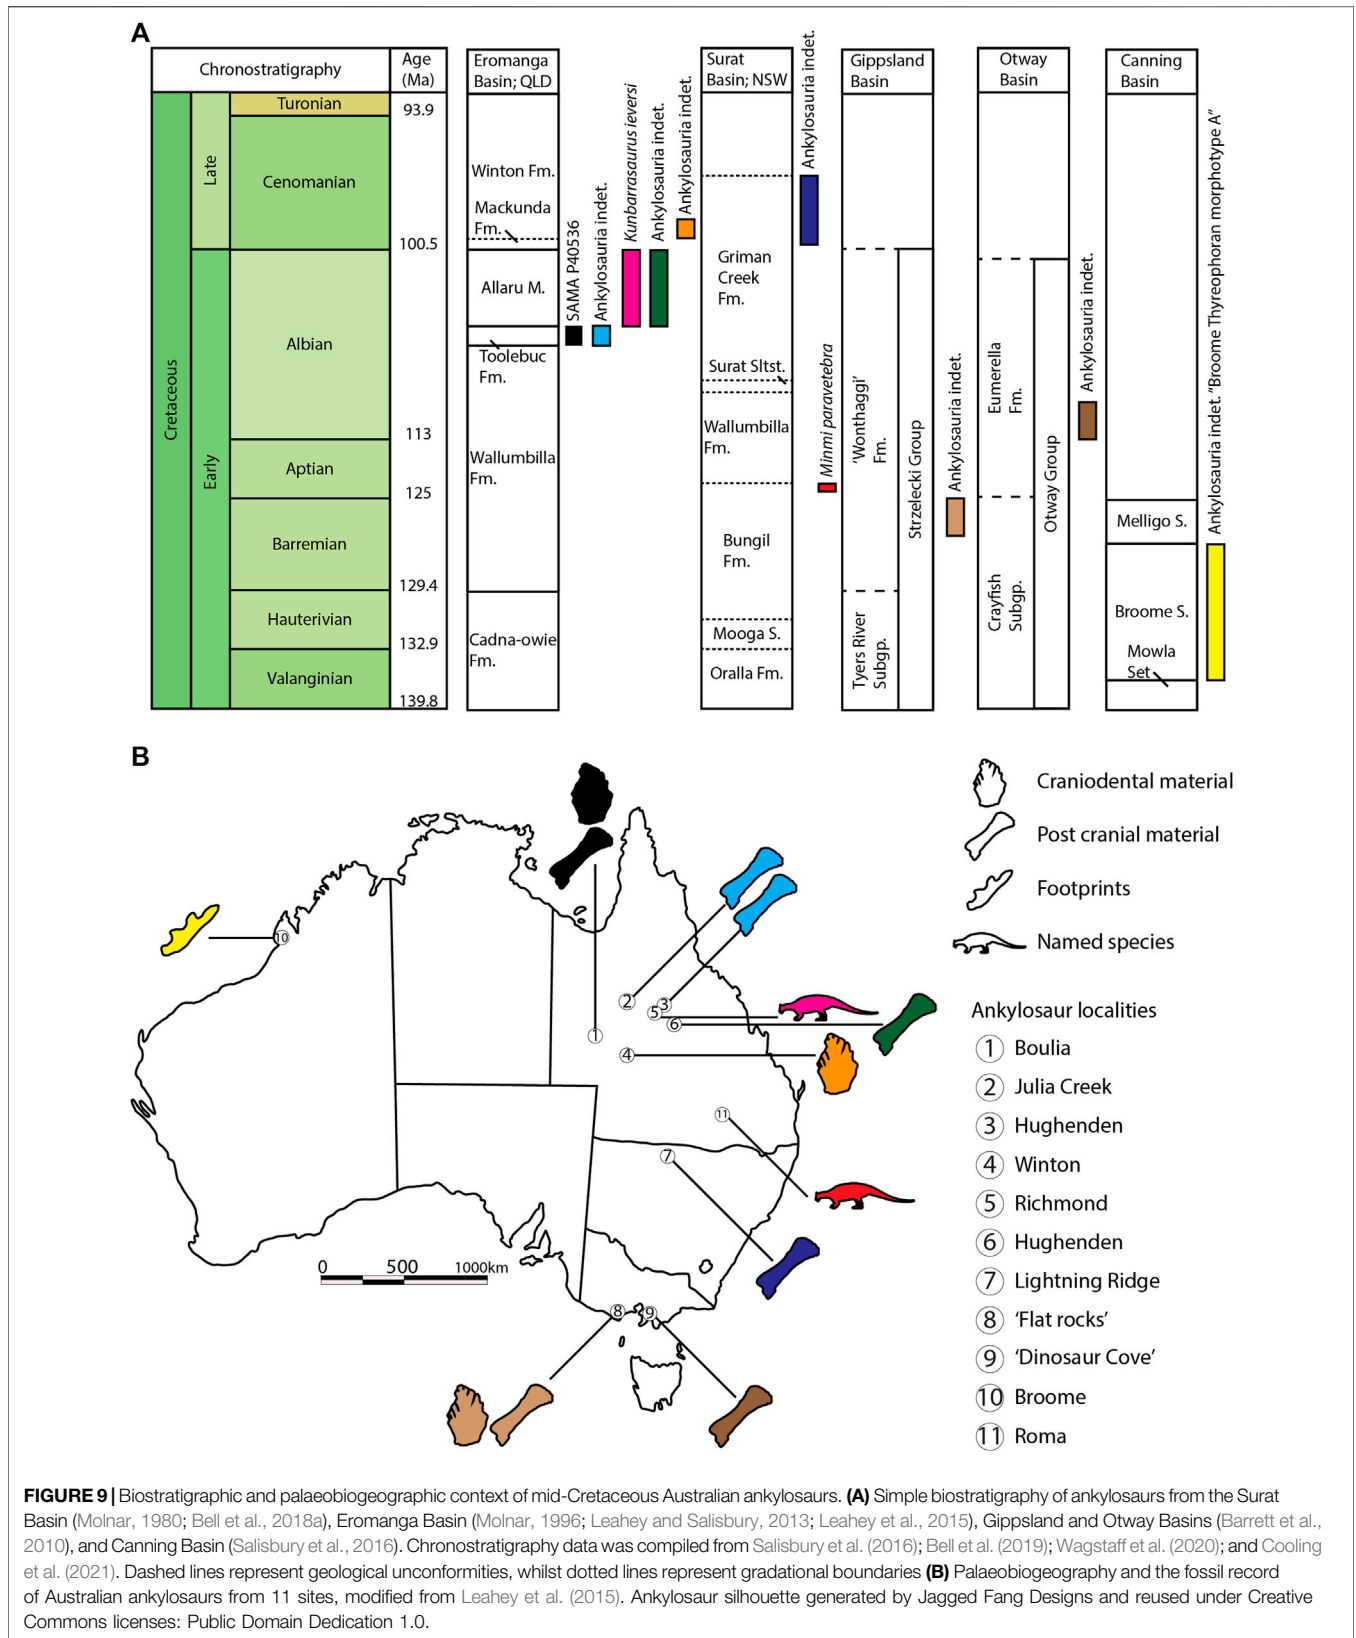 A
Chronostratigraphy
Age
(Ma)
Eromanga
Basin; QLD
Surat
Basin; NSW
Gippsland
Basin
Otway
Basin
Canning
Basin
Cretaceous
Late
Early
Turonian
Cenomanian
Albian
Aptian
Barremian
Hauterivian
Valanginian
93.9
100.5
113
125
129.4
132.9
139.8
Winton Fm.
Mackunda
Fm.
Allaru M.
Toolebuc
Fm.
Wallumbilla
Fm.
Cadna-owie
Fm.
SAMA P40536
Ankylosauria indet.
Kunbarrasaurus ieversi
Ankylosauria indet.
Ankylosauria indet.
Griman
Creek
Fm.
Surat Sltst.
Wallumbilla
Fm.
Bungil
Fm.
Mooga S.
Oralla Fm.
Ankylosauria indet.
Minmi paravetebra
'Wonthaggi'
Fm.
Tyers River
Subgp.
Strzelecki Group
Ankylosauria indet.
Eumerella
Fm.
Crayfish
Subgp.
Otway Group
Ankylosauria indet.
Melligo S.
Broome S.
Mowla
Set
Ankylosauria indet. "Broome Thyreophoran morphotype A"
B
10
2
3
5
6
1
4
11
7
8
9
0 500 1000km
Craniodental material
Post cranial material
Footprints
Named species
Ankylosaur localities
1 Boulia
2 Julia Creek
3 Hughenden
4 Winton
5 Richmond
6 Hughenden
7 Lightning Ridge
8 ‘Flat rocks’
9 ‘Dinosaur Cove’
10 Broome
11 Roma
FIGURE 9 | Biostratigraphic and palaeobiogeographic context of mid-Cretaceous Australian ankylosaurs. (A) Simple biostratigraphy of ankylosaurs from the Surat
Basin (Molnar, 1980; Bell et al., 2018a), Eromanga Basin (Molnar, 1996; Leahey and Salisbury, 2013; Leahey et al., 2015), Gippsland and Otway Basins (Barrett et al.,
2010), and Canning Basin (Salisbury et al., 2016). Chronostratigraphy data was compiled from Salisbury et al. (2016); Bell et al. (2019); Wagstaff et al. (2020); and Cooling
et al. (2021). Dashed lines represent geological unconformities, whilst dotted lines represent gradational boundaries (B) Palaeobiogeography and the fossil record
of Australian ankylosaurs from 11 sites, modified from Leahey et al. (2015). Ankylosaur silhouette generated by Jagged Fang Designs and reused under Creative
Commons licenses: Public Domain Dedication 1.0.